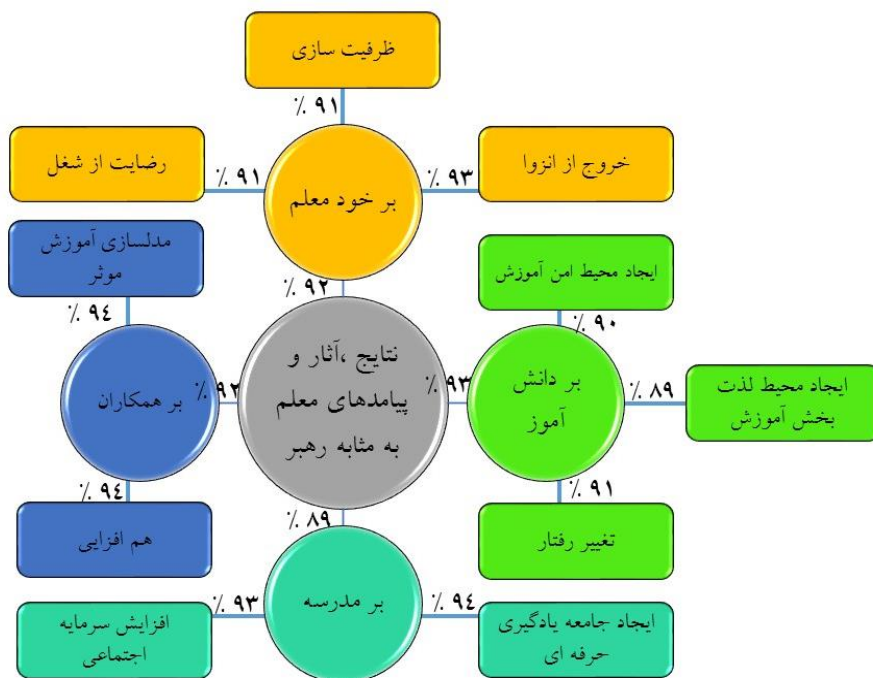 ظرفیت سازی
٪ ۹۱
رضایت از شغل
٪ ۹۱
بر خود معلم
٪ ۹۳
خروج از انزوا
٪ ۹۲
مدلسازی آموزش
موثر
٪ ۹٤
بر همکاران
٪ ۹۲
٪ ۹٤
هم افزایی
نتایج ،آثار و
پیامدهای معلم
به مثابه رهبر
٪ ۹۳
بر دانش
آموز
ایجاد محیط امن آموزش
٪ ۹۰
٪ ۸۹
ایجاد محیط لذت
بخش آموزش
٪ ۹۱
تغییر رفتار
٪ ۸۹
بر مدرسه
٪ ۹۳
افزایش سرمایه
اجتماعی
٪ ۹٤
ایجاد جامعه یادگیری
حرفه ای